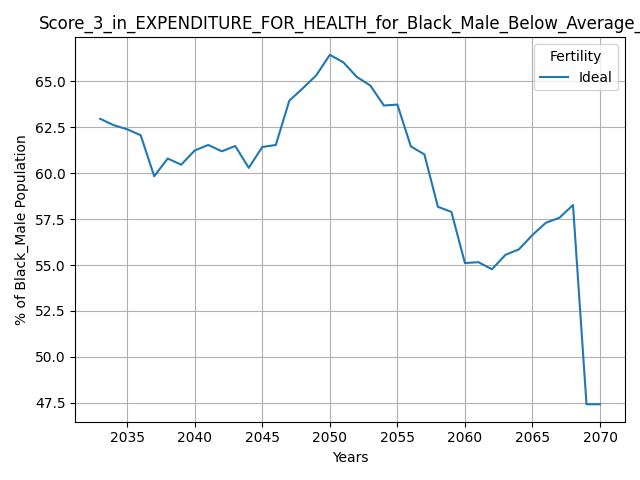 Score_3_in_EXPENDITURE_FOR_HEALTH_for_Black_Male_Below_Average_
Fertility
Ideal
65.0
62.5
60.0
57.5
55.0
52.5
50.0
47.5
% of Black_Male Population
2035 2040 2045 2050 2055 2060 2065 2070
Years